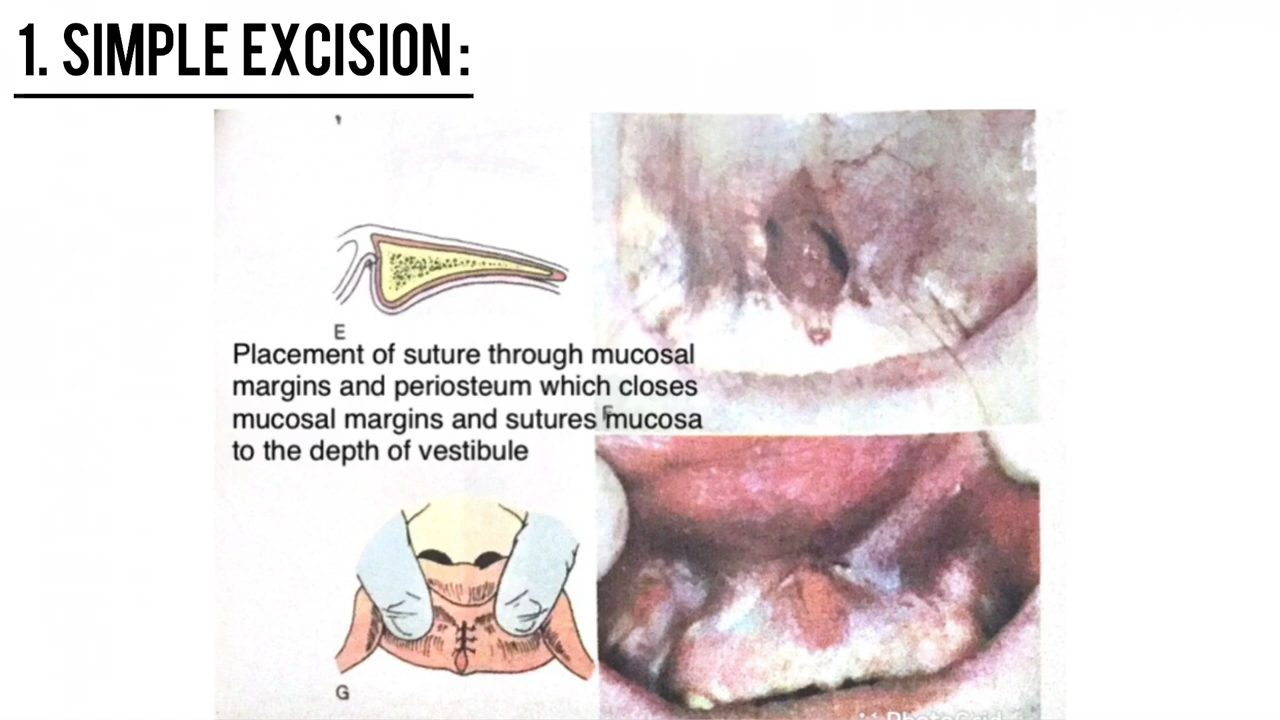 1. SIMPLE EXCISION:
E
Placement of suture through mucosal
margins and periosteum which closes
mucosal margins and sutures mucosa
to the depth of vestibule
F
G
PhotoGrid